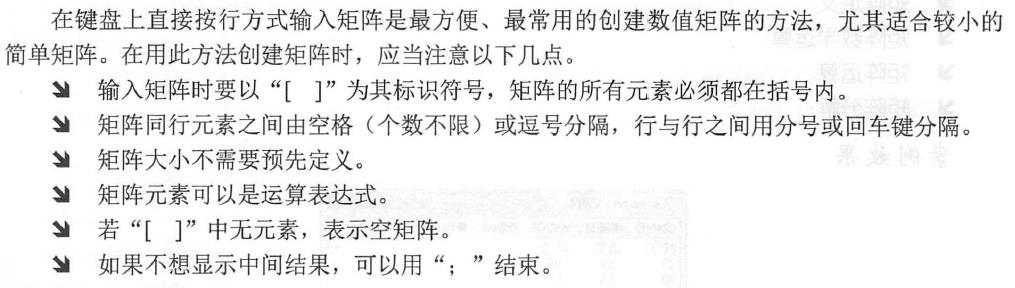 在键盘上直接按行方式输入矩阵是最方便、最常用的创建数值矩阵的方法，尤其适合较小的
简单矩阵。在用此方法创建矩阵时，应当注意以下几点。
输入矩阵时要以“[ ]”为其标识符号，矩阵的所有元素必须都在括号内。
矩阵同行元素之间由空格（个数不限）或逗号分隔，行与行之间用分号或回车键分隔。
矩阵大小不需要预先定义。
矩阵元素可以是运算表达式。
若“[ ]”中无元素，表示空矩阵。
如果不想显示中间结果，可以用“；”结束。